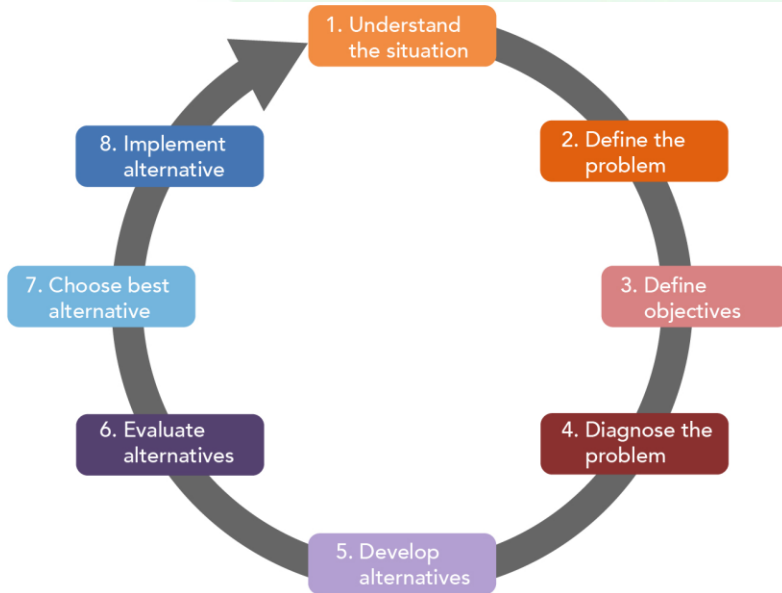 1. Understand
the situation
2. Define the
problem
3. Define
objectives
4. Diagnose the
problem
5. Develop
alternatives
6. Evaluate
alternatives
7. Choose best
alternative
8. Implement
alternative